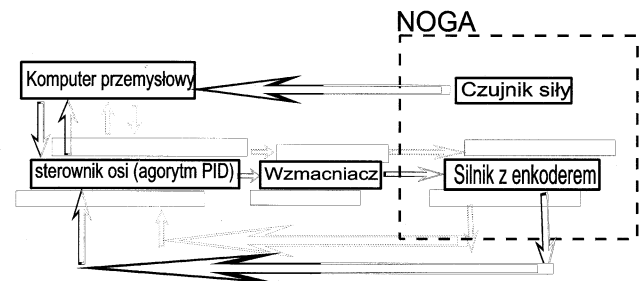 NOGA
Komputer przemysłowy
Czujnik siły
sterownik osi (agorytm PID)
Wzmacniacz
Silnik z enkoderem